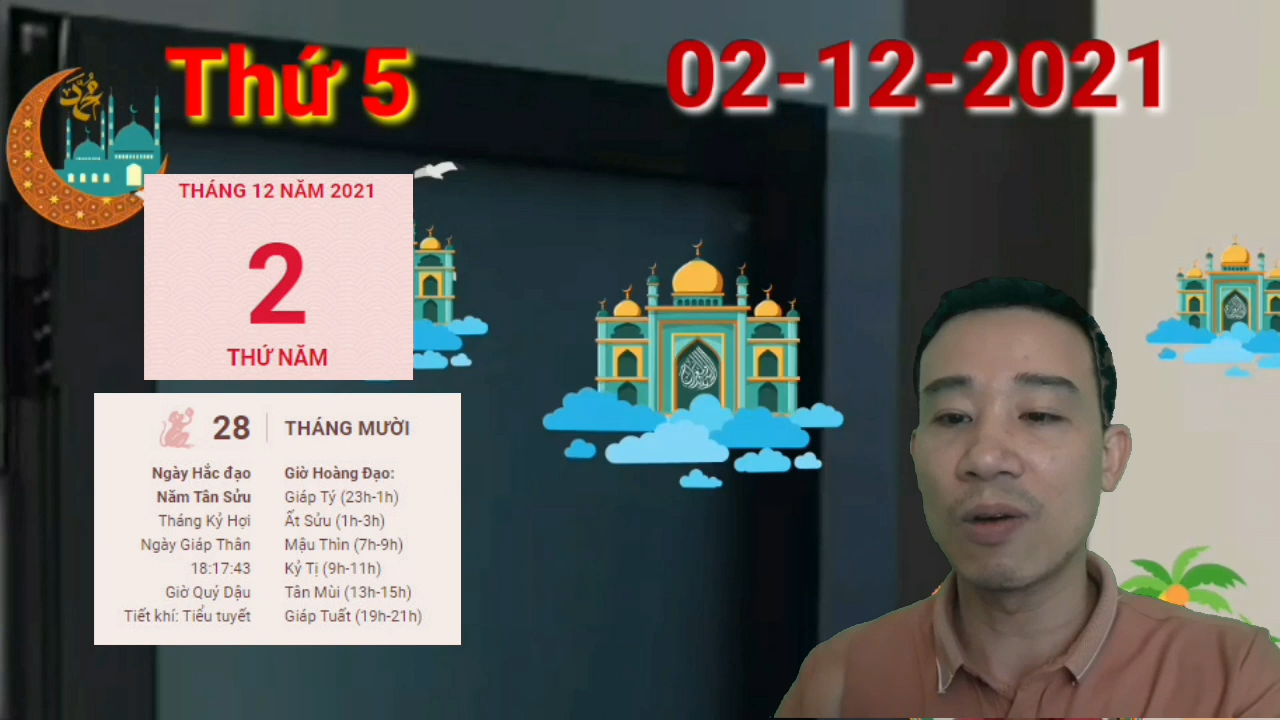 Thứ 5
02-12-2021
THÁNG 12 NĂM 2021
2
THỨ NĂM
28
THÁNG MƯỜI
Ngày Hắc đạo
Năm Tân Sửu
Tháng Kỷ Hợi
Ngày Giáp Thân
18:17:43
Giờ Quý Dậu
Tiết khí: Tiểu tuyết
Giờ Hoàng Đạo:
Giáp Tý (23h-1h)
Ất Sửu (1h-3h)
Mậu Thìn (7h-9h)
Kỷ Tị (9h-11h)
Tân Mùi (13h-15h)
Giáp Tuất (19h-21h)